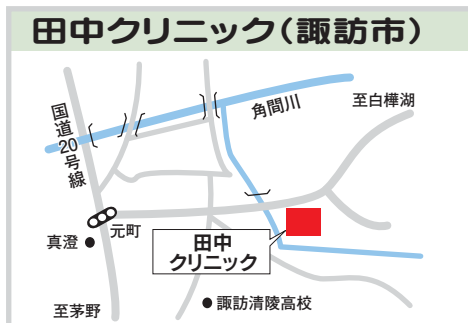 田中クリニック(諏訪市)
国道20号線
角間川
至白樺湖
元町
真澄
田中
クリニック
至茅野
諏訪清陵高校